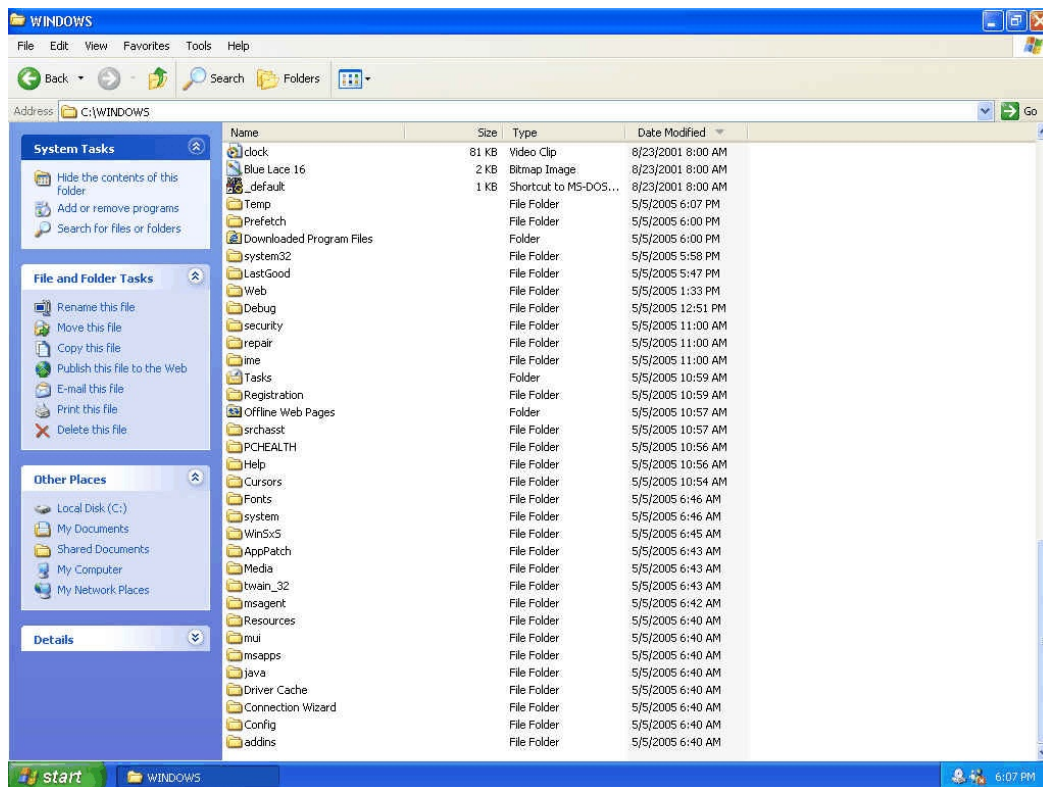 WINDOWS
File Edit View Favorites Tools Help
Back Search Folders
Address C:\WINDOWS Go
System Tasks
Hide the contents of this
folder
Add or remove programs
Search for files or folders
File and Folder Tasks
Rename this file
Move this file
Copy this file
Publish this file to the Web
E-mail this file
Print this file
Delete this file
Other Places
Local Disk (C:)
My Documents
Shared Documents
My Computer
My Network Places
Details
Name Size Type Date Modified
clock 81 KB Video Clip 8/23/2001 8:00 AM
Blue Lace 16 2 KB Bitmap Image 8/23/2001 8:00 AM
_default 1 KB Shortcut to MS-DOS... 8/23/2001 8:00 AM
Temp File Folder 5/5/2005 6:07 PM
Prefetch File Folder 5/5/2005 6:00 PM
Downloaded Program Files Folder 5/5/2005 6:00 PM
system32 File Folder 5/5/2005 5:58 PM
LastGood File Folder 5/5/2005 5:47 PM
Web File Folder 5/5/2005 1:33 PM
Debug File Folder 5/5/2005 12:51 PM
security File Folder 5/5/2005 11:00 AM
repair File Folder 5/5/2005 11:00 AM
ime File Folder 5/5/2005 11:00 AM
Tasks Folder 5/5/2005 10:59 AM
Registration File Folder 5/5/2005 10:59 AM
Offline Web Pages Folder 5/5/2005 10:57 AM
srchasst File Folder 5/5/2005 10:57 AM
PCHEALTH File Folder 5/5/2005 10:56 AM
Help File Folder 5/5/2005 10:56 AM
Cursors File Folder 5/5/2005 10:54 AM
Fonts File Folder 5/5/2005 6:46 AM
system File Folder 5/5/2005 6:46 AM
WinSxS File Folder 5/5/2005 6:45 AM
AppPatch File Folder 5/5/2005 6:43 AM
Media File Folder 5/5/2005 6:43 AM
twain_32 File Folder 5/5/2005 6:43 AM
msagent File Folder 5/5/2005 6:42 AM
Resources File Folder 5/5/2005 6:40 AM
mui File Folder 5/5/2005 6:40 AM
msapps File Folder 5/5/2005 6:40 AM
java File Folder 5/5/2005 6:40 AM
Driver Cache File Folder 5/5/2005 6:40 AM
Connection Wizard File Folder 5/5/2005 6:40 AM
Config File Folder 5/5/2005 6:40 AM
addins File Folder 5/5/2005 6:40 AM
start WINDOWS 6:07 PM